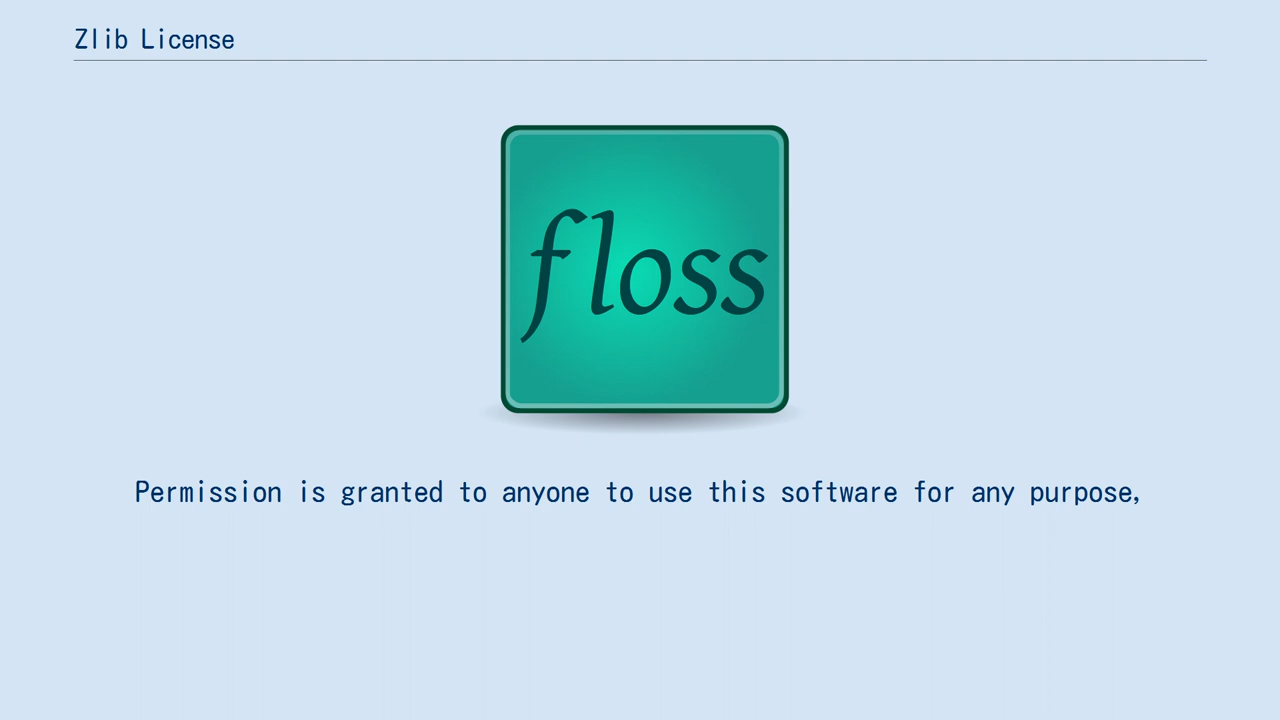 Zlib License
floss
Permission is granted to anyone to use this software for any purpose,